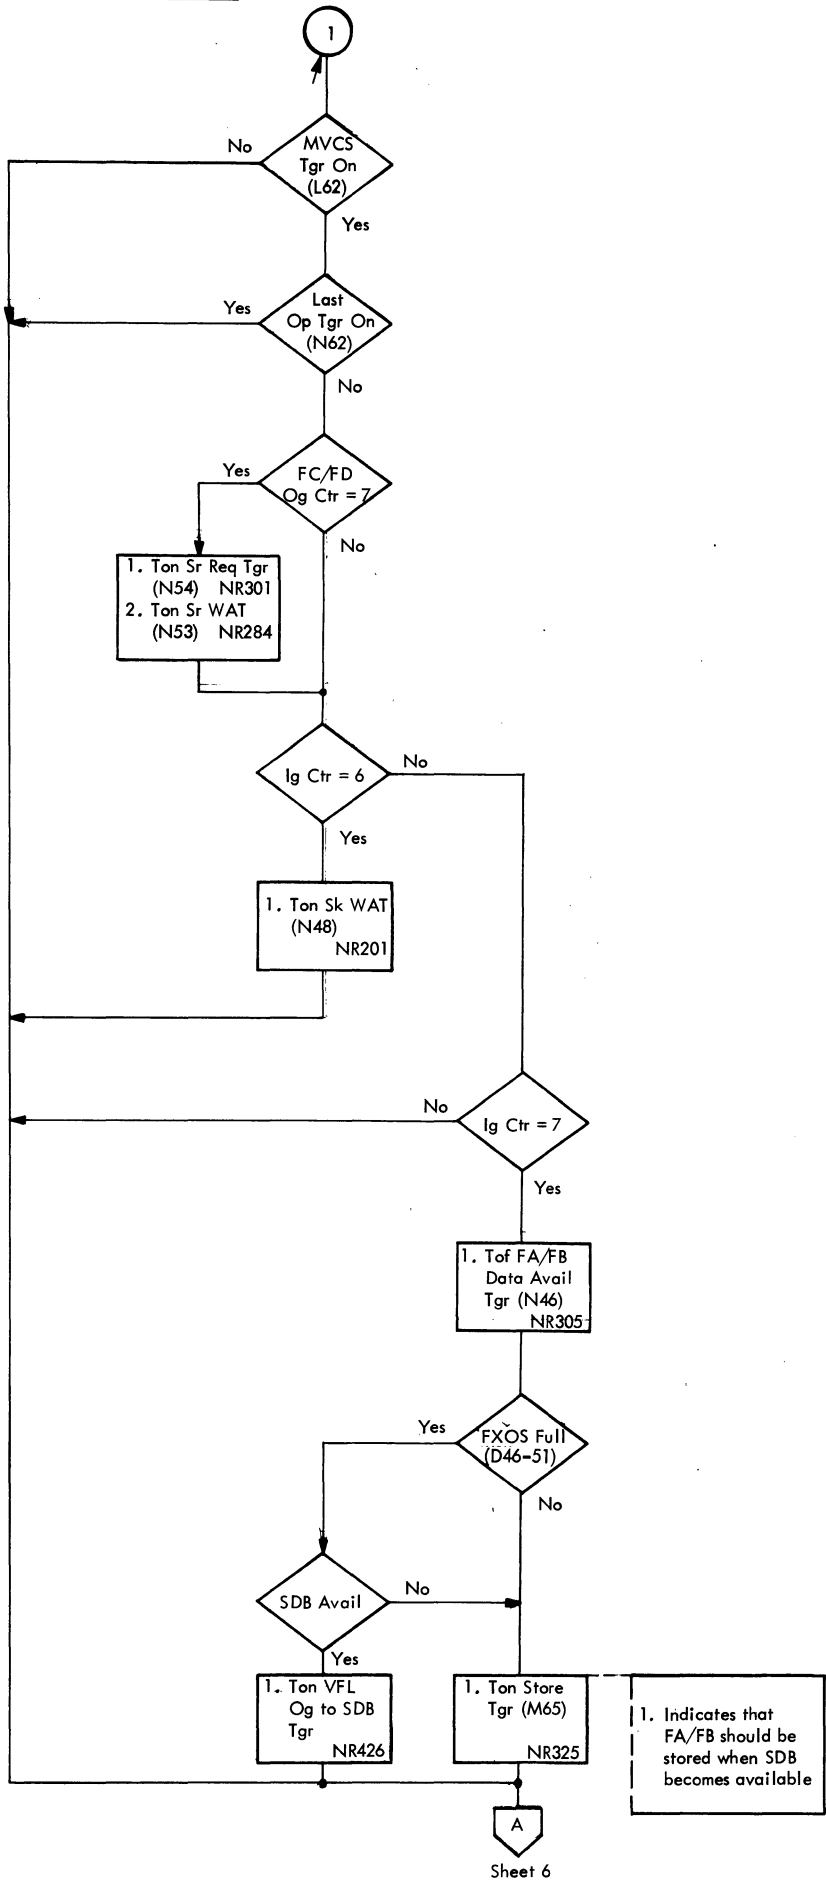 1
MVCS
Tgr On
(L62)
No
Yes
Last
Op Tgr On
(N62)
Yes
No
FC/FD
Og Ctr = 7
Yes
No
1. Ton Sr Req Tgr
(N54) NR301
2. Ton Sr WAT
(N53) NR284
Ig Ctr = 6
No
Yes
1. Ton Sk WAT
(N48)
NR201
Ig Ctr = 7
No
Yes
1. Tof FA/FB
Data Avail
Tgr (N46)
NR305
FXOS Full
(D46-51)
Yes
No
SDB Avail
No
Yes
1. Ton VFL
Og to SDB
Tgr
NR426
1. Ton Store
Tgr (M65)
NR325
1. Indicates that
FA/FB should be
stored when SDB
becomes available
A
Sheet 6